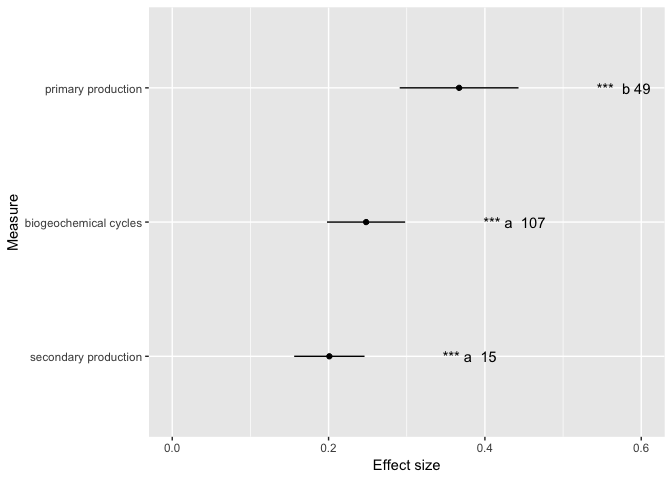 primary production
*** b 49
biogeochemical cycles
*** a 107
secondary production
*** a 15
Measure
0.0 0.2 0.4 0.6
Effect size